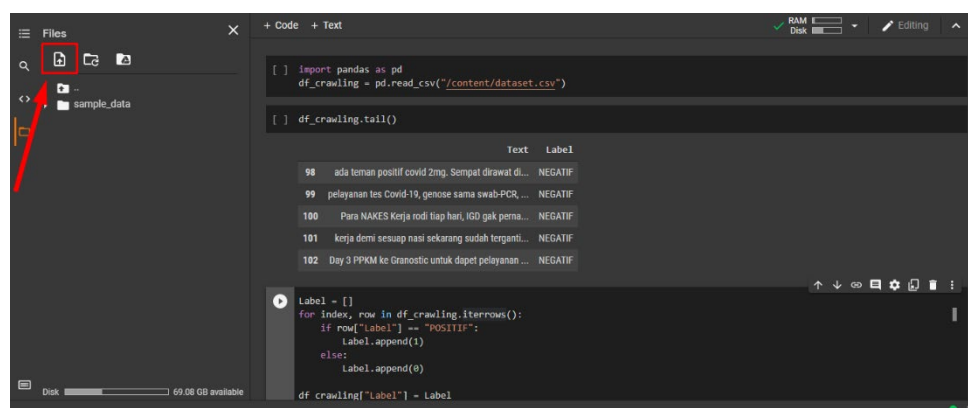 Files
+ Code + Text
RAM
Disk
Editing
..
sample_data
[ ] import pandas as pd
df_crawling = pd.read_csv("/content/dataset.csv")
[ ] df_crawling.tail()
Text Label
98 ada teman positif covid 2mg. Sempat dirawat di... NEGATIF
99 pelayanan tes Covid-19, genose sama swab-PCR, ... NEGATIF
100 Para NAKES Kerja rodi tiap hari, IGD gak perna... NEGATIF
101 kerja demi sesuap nasi sekarang sudah terganti... NEGATIF
102 Day 3 PPKM ke Granostic untuk dapet pelayanan ... NEGATIF
Label = []
for index, row in df_crawling.iterrows():
if row["Label"] == "POSITIF":
Label.append(1)
else:
Label.append(0)
df_crawling["Label"] = Label
Disk 69.08 GB available